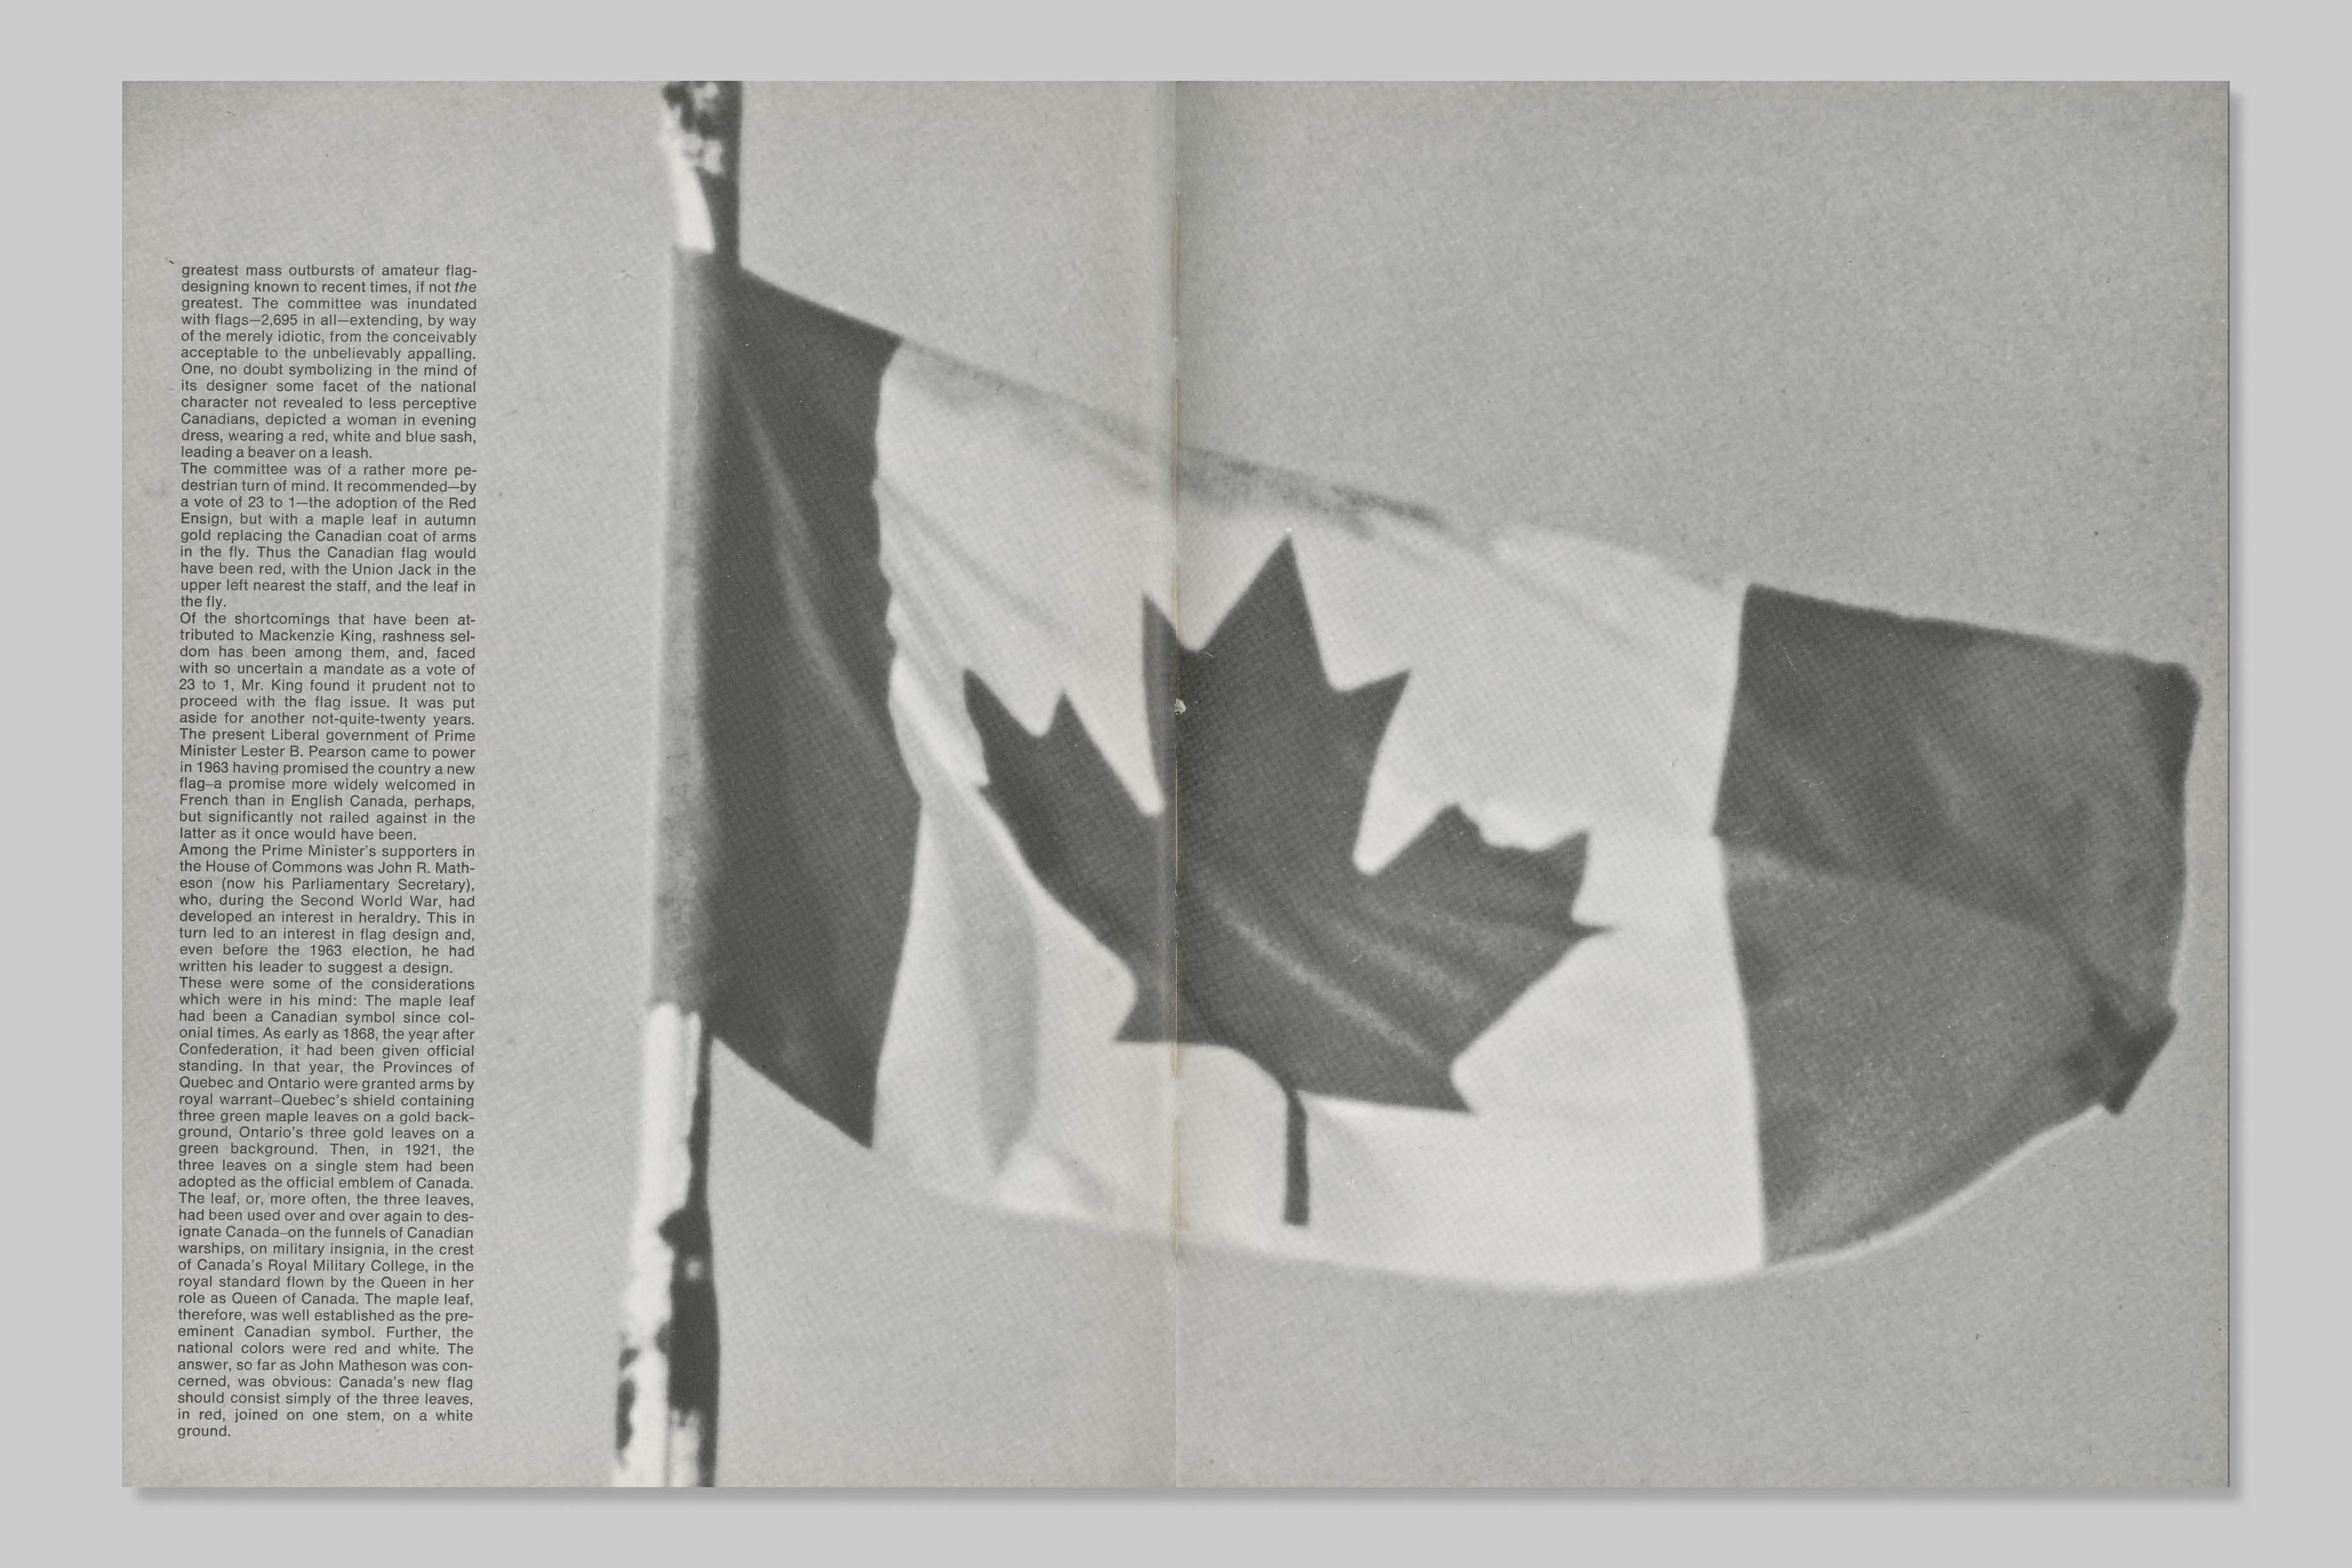 greatest mass outbursts of amateur flag-
designing known to recent times, if not the
greatest. The committee was inundated
with flags—2,695 in all—extending, by way
of the merely idiotic, from the conceivably
acceptable to the unbelievably appalling.
One, no doubt symbolizing in the mind of
its designer some facet of the national
character not revealed to less perceptive
Canadians, depicted a woman in evening
dress, wearing a red, white and blue sash,
leading a beaver on a leash.
The committee was of a rather more pe-
destrian turn of mind. It recommended—by
a vote of 23 to 1—the adoption of the Red
Ensign, but with a maple leaf in autumn
gold replacing the Canadian coat of arms
in the fly. Thus the Canadian flag would
have been red, with the Union Jack in the
upper left nearest the staff, and the leaf in
the fly.
Of the shortcomings that have been at-
tributed to Mackenzie King, rashness sel-
dom has been among them, and, faced
with so uncertain a mandate as a vote of
23 to 1, Mr. King found it prudent not to
proceed with the flag issue. It was put
aside for another not-quite-twenty years.
The present Liberal government of Prime
Minister Lester B. Pearson came to power
in 1963 having promised the country a new
flag—a promise more widely welcomed in
French than in English Canada, perhaps,
but significantly not railed against in the
latter as it once would have been.
Among the Prime Minister's supporters in
the House of Commons was John R. Math-
eson (now his Parliamentary Secretary),
who, during the Second World War, had
developed an interest in heraldry. This in
turn led to an interest in flag design and,
even before the 1963 election, he had
written his leader to suggest a design.
These were some of the considerations
which were in his mind: The maple leaf
had been a Canadian symbol since col-
onial times. As early as 1868, the year after
Confederation, it had been given official
standing. In that year, the Provinces of
Quebec and Ontario were granted arms by
royal warrant—Quebec's shield containing
three green maple leaves on a gold back-
ground, Ontario's three gold leaves on a
green background. Then, in 1921, the
three leaves on a single stem had been
adopted as the official emblem of Canada.
The leaf, or, more often, the three leaves,
had been used over and over again to des-
ignate Canada—on the funnels of Canadian
warships, on military insignia, in the crest
of Canada's Royal Military College, in the
royal standard flown by the Queen in her
role as Queen of Canada. The maple leaf,
therefore, was well established as the pre-
eminent Canadian symbol. Further, the
national colors were red and white. The
answer, so far as John Matheson was con-
cerned, was obvious: Canada's new flag
should consist simply of the three leaves,
in red, joined on one stem, on a white
ground.